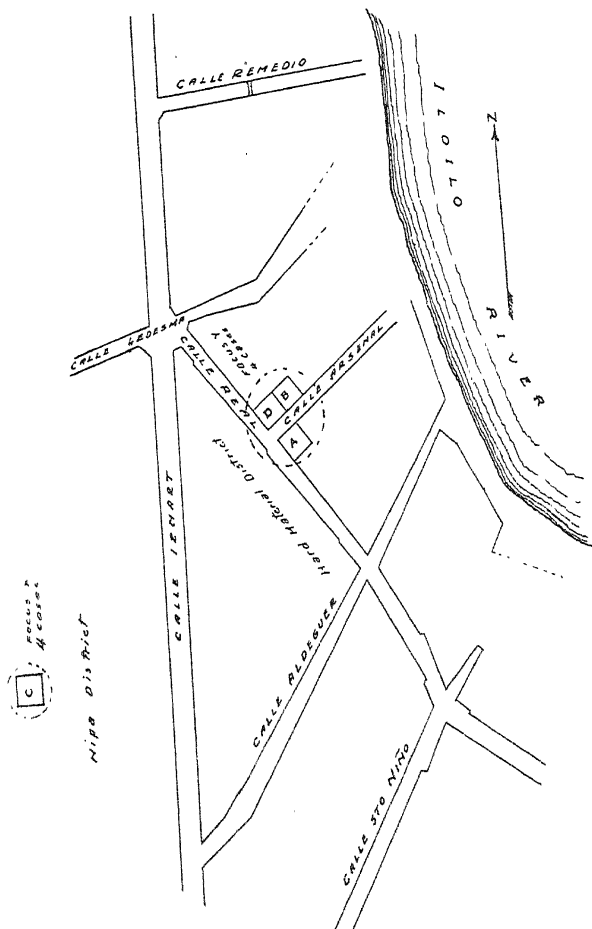 CALLE REMEDIO
ILOILO
RIVER
N
CALLE LEDESMA
CALLE REAL
FOCUS Y
4 CASES
D
B
A
CALLE ARSENAL
Hard Material District
CALLE IZNART
C
FOCUS X
4 CASES
Nipa District
CALLE ALDEGUER
CALLE STO NIÑO